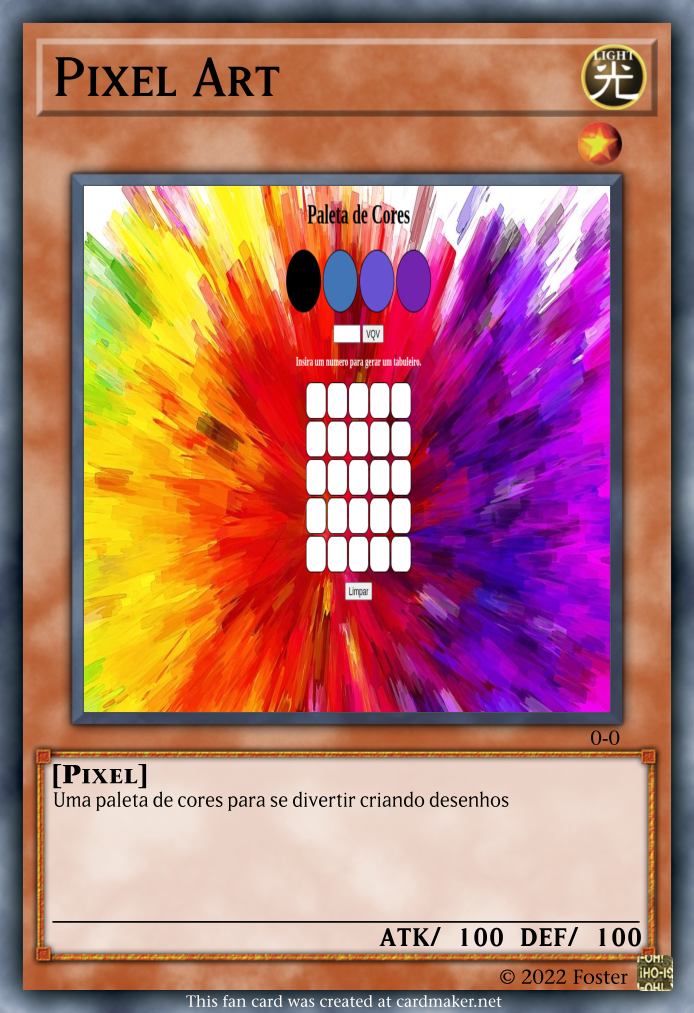 Pixel Art
LIGHT
光
Paleta de Cores
VQV
Insira um numero para gerar um tabuleiro.
Limpar
0-0
[Pixel]
Uma paleta de cores para se divertir criando desenhos
ATK/ 100 DEF/ 100
© 2022 Foster
This fan card was created at cardmaker.net